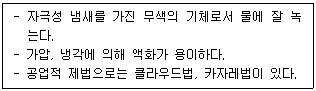 - 자극성 냄새를 가진 무색의 기체로서 물에 잘 녹
는다.
- 가압, 냉각에 의해 액화가 용이하다.
- 공업적 제법으로는 클라우드법, 카자레법이 있다.